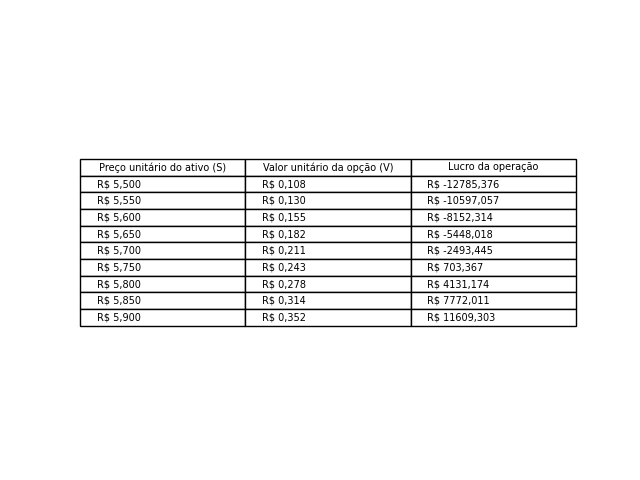 Preço unitário do ativo (S) Valor unitário da opção (V) Lucro da operação
R$ 5,500 R$ 0,108 R$ -12785,376
R$ 5,550 R$ 0,130 R$ -10597,057
R$ 5,600 R$ 0,155 R$ -8152,314
R$ 5,650 R$ 0,182 R$ -5448,018
R$ 5,700 R$ 0,211 R$ -2493,445
R$ 5,750 R$ 0,243 R$ 703,367
R$ 5,800 R$ 0,278 R$ 4131,174
R$ 5,850 R$ 0,314 R$ 7772,011
R$ 5,900 R$ 0,352 R$ 11609,303